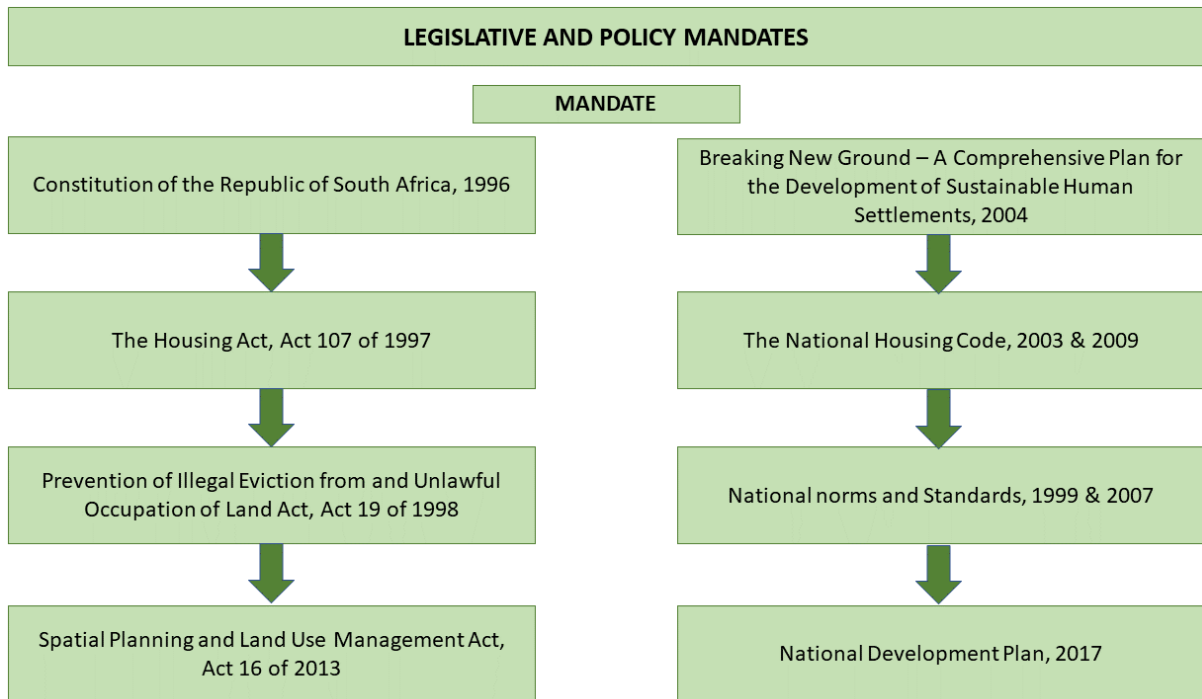 LEGISLATIVE AND POLICY MANDATES
MANDATE
Constitution of the Republic of South Africa, 1996
The Housing Act, Act 107 of 1997
Prevention of Illegal Eviction from and Unlawful
Occupation of Land Act, Act 19 of 1998
Spatial Planning and Land Use Management Act,
Act 16 of 2013
Breaking New Ground – A Comprehensive Plan for
the Development of Sustainable Human
Settlements, 2004
The National Housing Code, 2003 & 2009
National norms and Standards, 1999 & 2007
National Development Plan, 2017